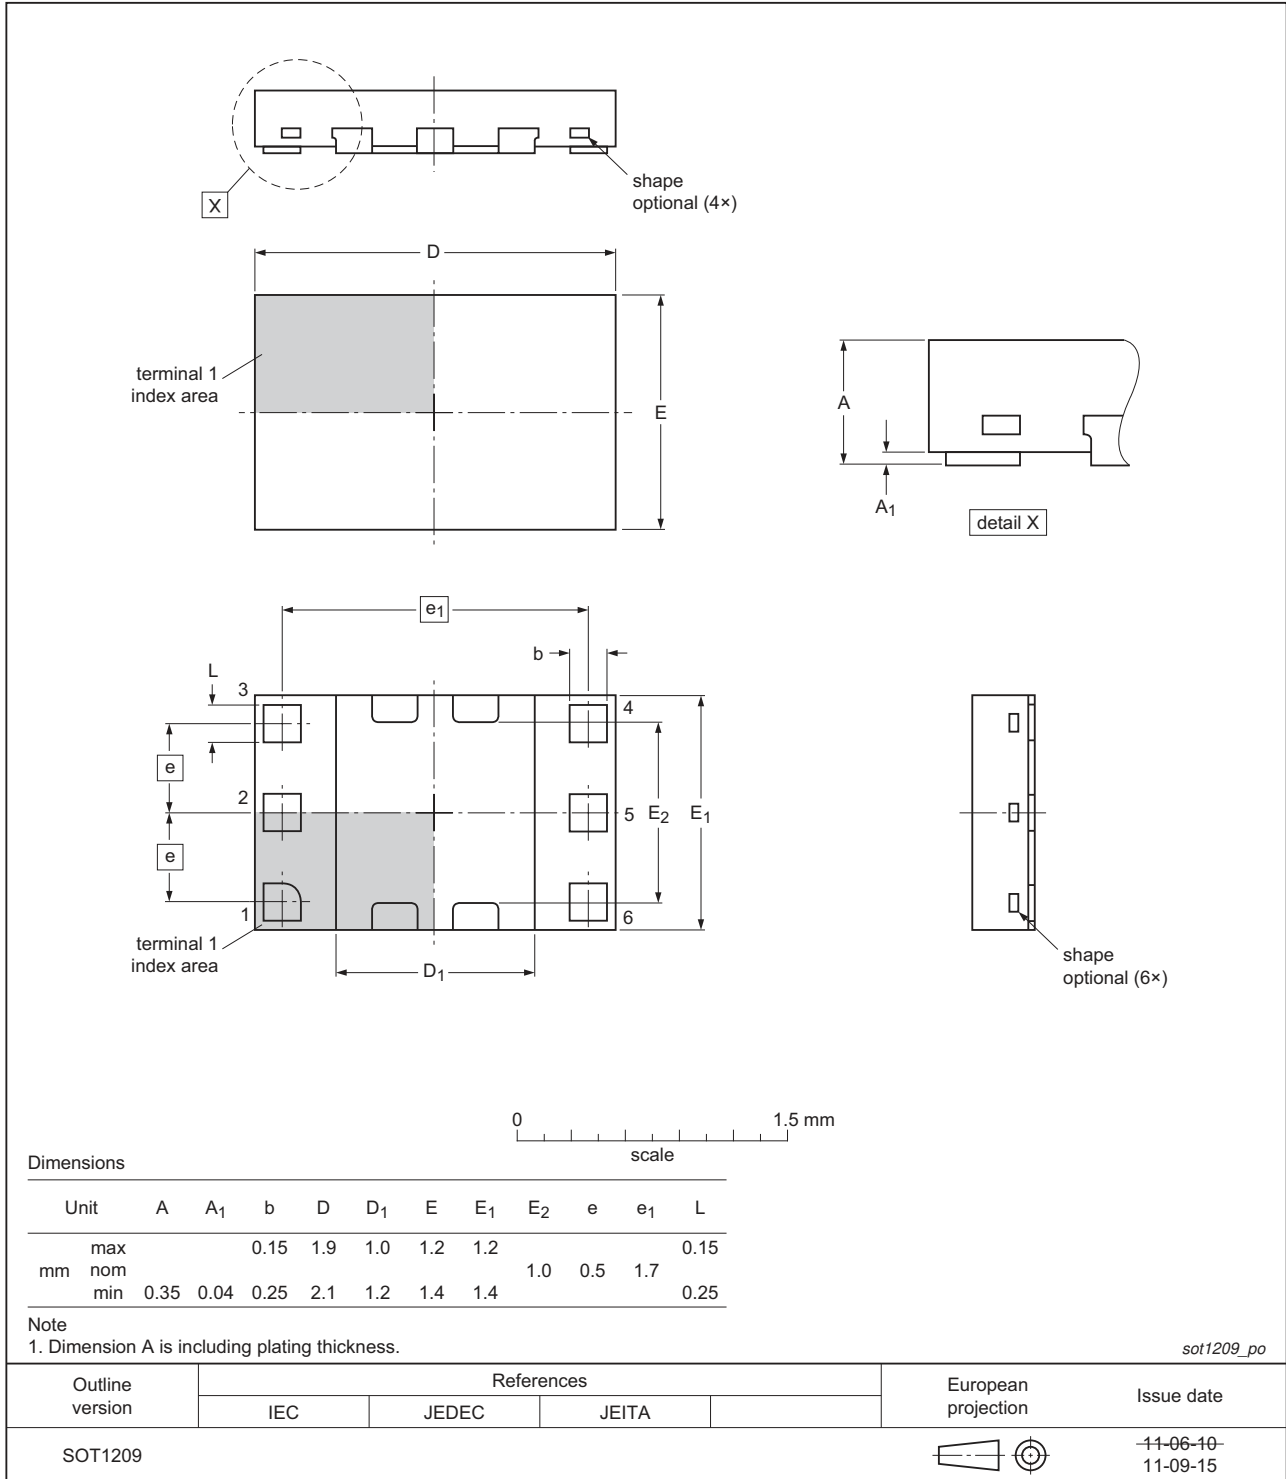 X
shape
optional (4×)
D
terminal 1
index area
E
A
A1
detail X
e1
b
L
3
4
e
2
5
E2
E1
e
1
6
terminal 1
index area
D1
shape
optional (6×)
0 1.5 mm
scale
Dimensions
Unit A A1 b D D1 E E1 E2 e e1 L
max 0.15 1.9 1.0 1.2 1.2 0.15
mm nom 1.0 0.5 1.7
min 0.35 0.04 0.25 2.1 1.2 1.4 1.4 0.25
Note
1. Dimension A is including plating thickness.
sot1209_po
Outline version
References
European projection
Issue date
IEC JEDEC JEITA
SOT1209
11-06-10
11-09-15